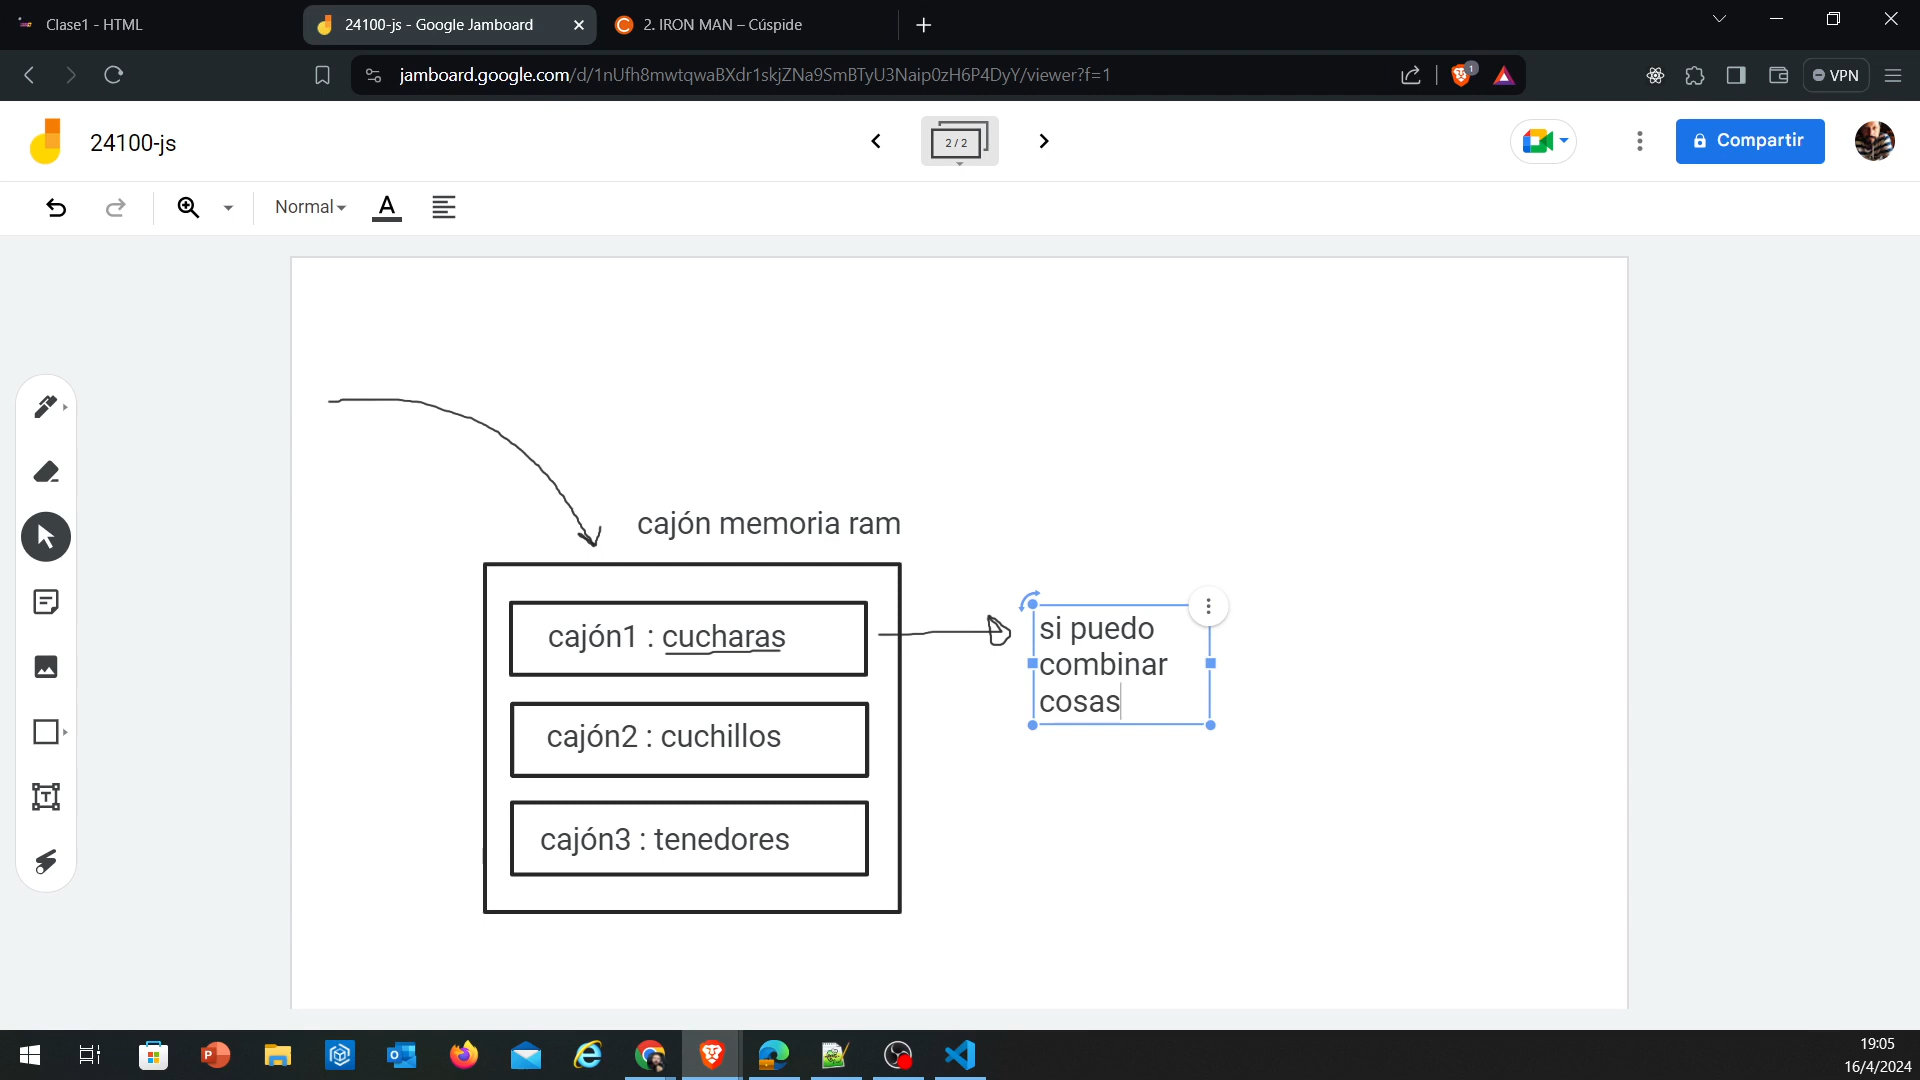 Clase1 - HTML
24100-js - Google Jamboard
2. IRON MAN – Cúspide
jamboard.google.com/d/1nUfh8mwtqwaBXdr1skjZNa9SmBTyU3Naip0zH6P4DyY/viewer?f=1
1
VPN
24100-js
2 / 2
Compartir
Normal
A
cajón memoria ram
cajón1 : cucharas
cajón2 : cuchillos
cajón3 : tenedores
si puedo
combinar
cosas
19:05
16/4/2024